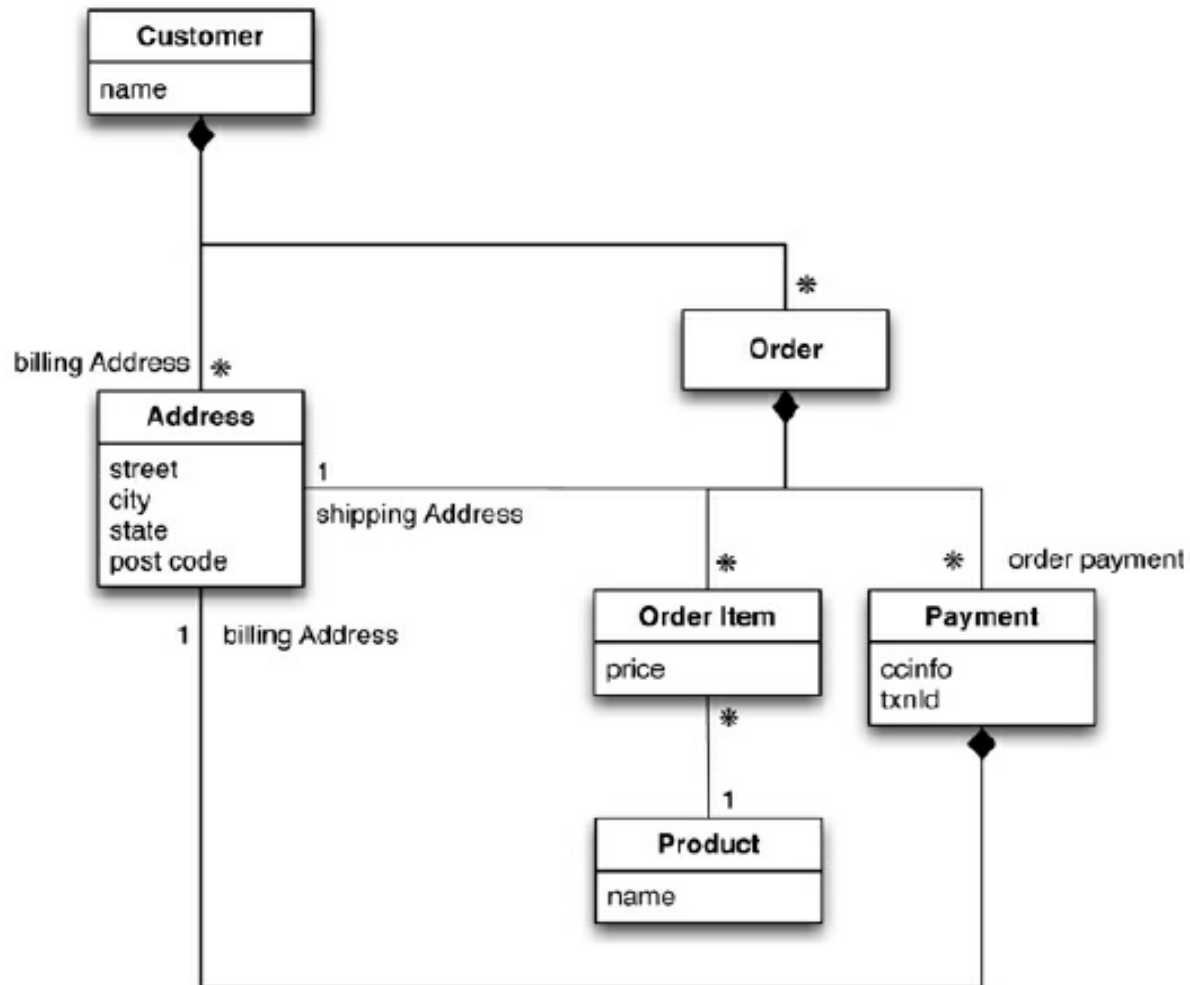 Customer
name
*
Order
billing Address *
Address
street
city
state
post code
1
shipping Address
*
* order payment
1 billing Address
Order Item
price
Payment
ccinfo
txnId
*
1
Product
name